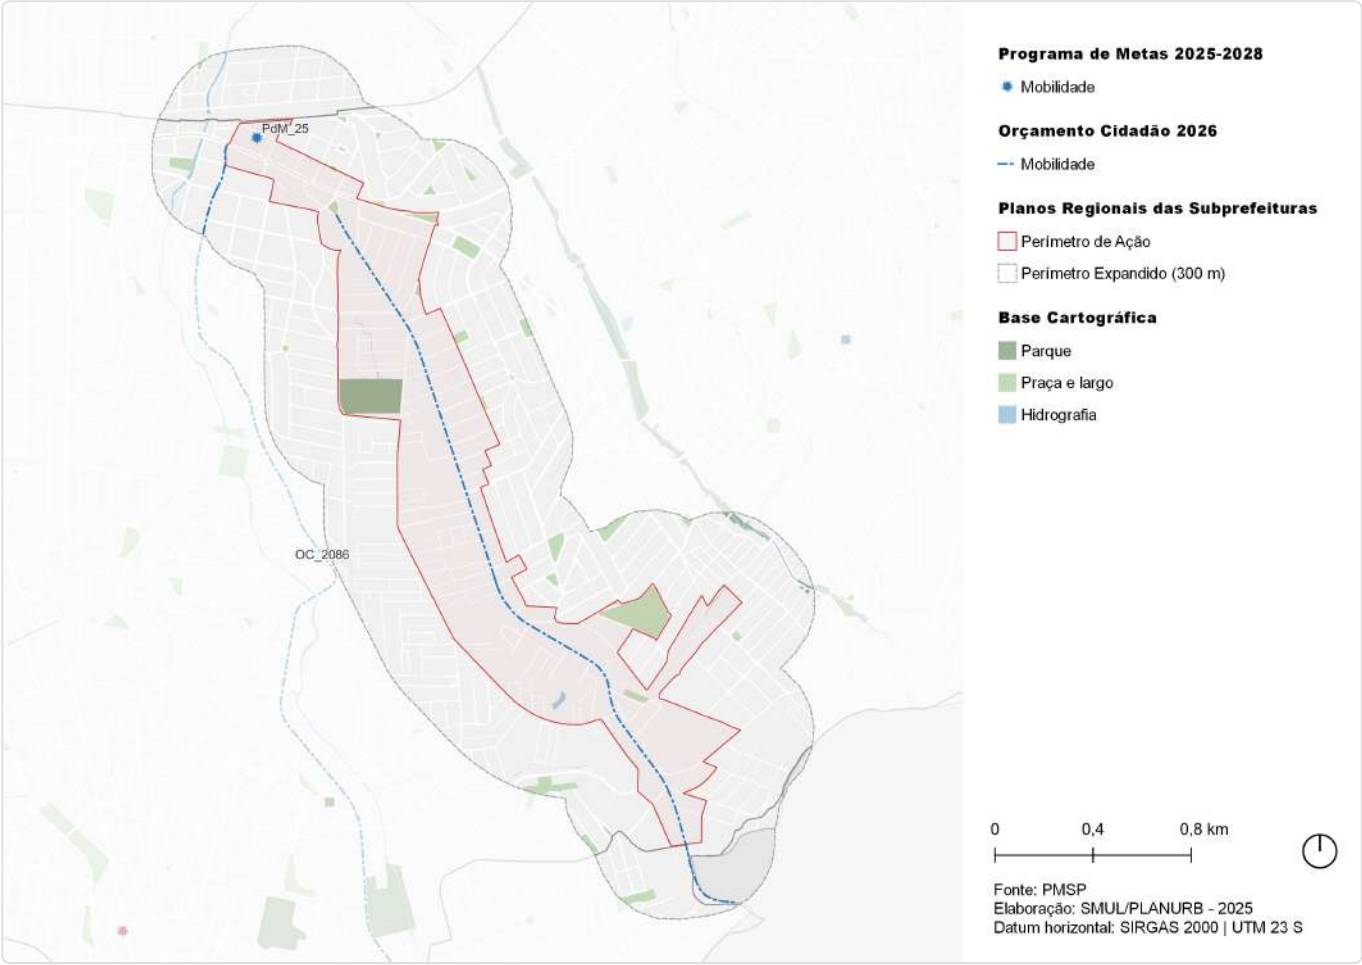 PdM_25
OC_2086
Programa de Metas 2025-2028
Mobilidade
Orçamento Cidadão 2026
Mobilidade
Planos Regionais das Subprefeituras
Perímetro de Ação
Perímetro Expandido (300 m)
Base Cartográfica
Parque
Praça e largo
Hidrografia
0 0,4 0,8 km
Fonte: PMSP
Elaboração: SMUL/PLANURB - 2025
Datum horizontal: SIRGAS 2000 | UTM 23 S